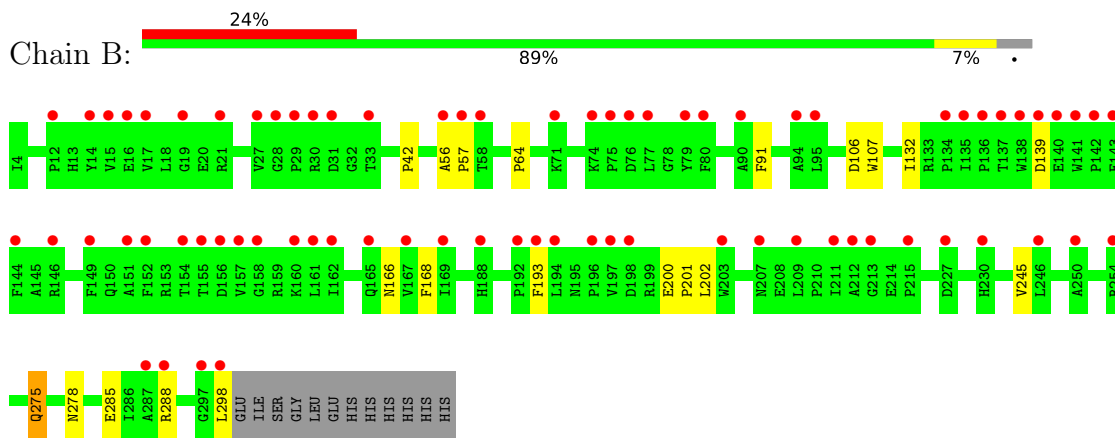 24%
Chain B:
89% 7% •
I4 P12 H13 Y14 V15 E16 V17 L18 G19 E20 R21 V27 G28 P29 R30 D31 G32 T33 P42 A56 P57 T58 P64 K71 K74 P75 D76 L77 G78 Y79 F80 A90 F91 A94 L95 D106 W107 I132 R133 P134 I135 P136 T137 W138 D139 E140 W141 P142
F144 A145 R146 F149 Q150 A151 F152 R153 T154 T155 D156 V157 G158 R159 K160 L161 I162 Q165 N166 V167 F168 I169 H188 P192 F193 L194 N195 P196 V197 D198 R199 E200 P201 L202 W203 N207 E208 L209 P210 I211 A212 G213 E214 P215 D227 H230 V245 L246 A250
Q275 N278 E285 I286 A287 R288 G297 L298 GLU ILE SER GLY LEU GLU HIS HIS HIS HIS HIS HIS